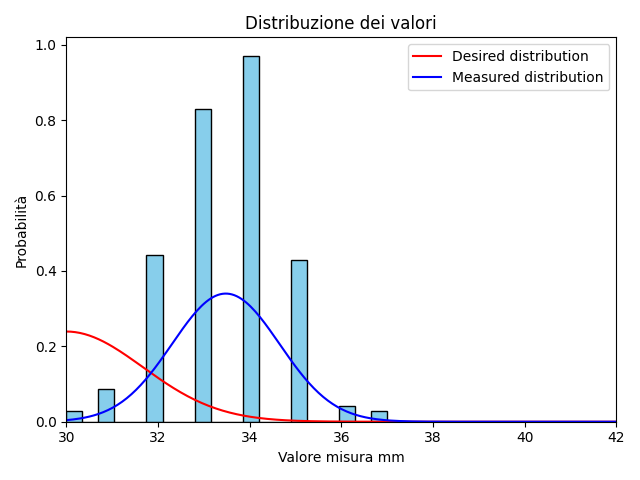 Distribuzione dei valori
Desired distribution
Measured distribution
Probabilità
1.0
0.8
0.6
0.4
0.2
0.0
30 32 34 36 38 40 42
Valore misura mm